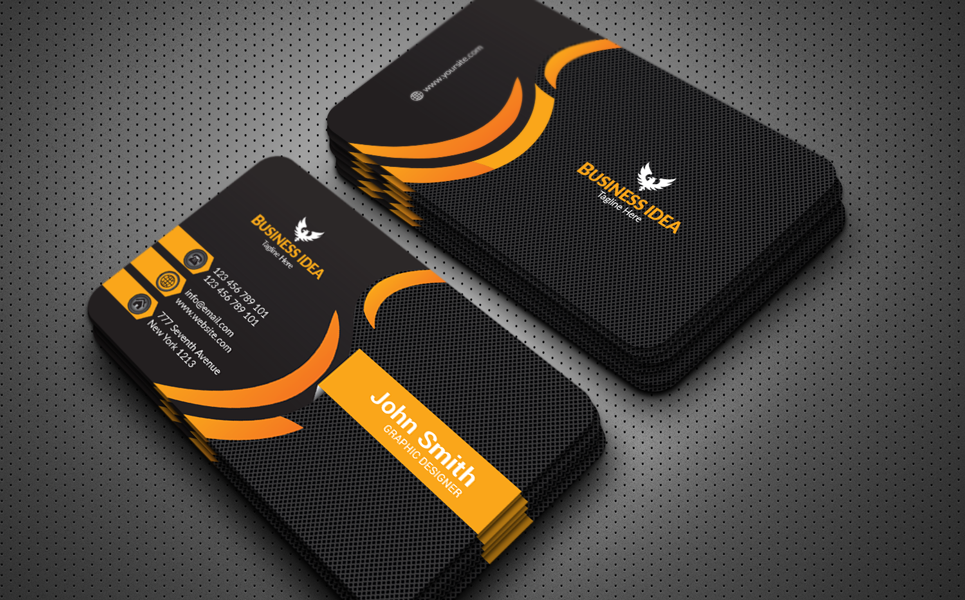 www.yoursite.com
BUSINESS IDEA
Tagline Here
BUSINESS IDEA
Tagline Here
123 456 789 101
123 456 789 101
info@email.com
www.website.com
777 Seventh Avenue
New York 1213
John Smith
GRAPHIC DESIGNER